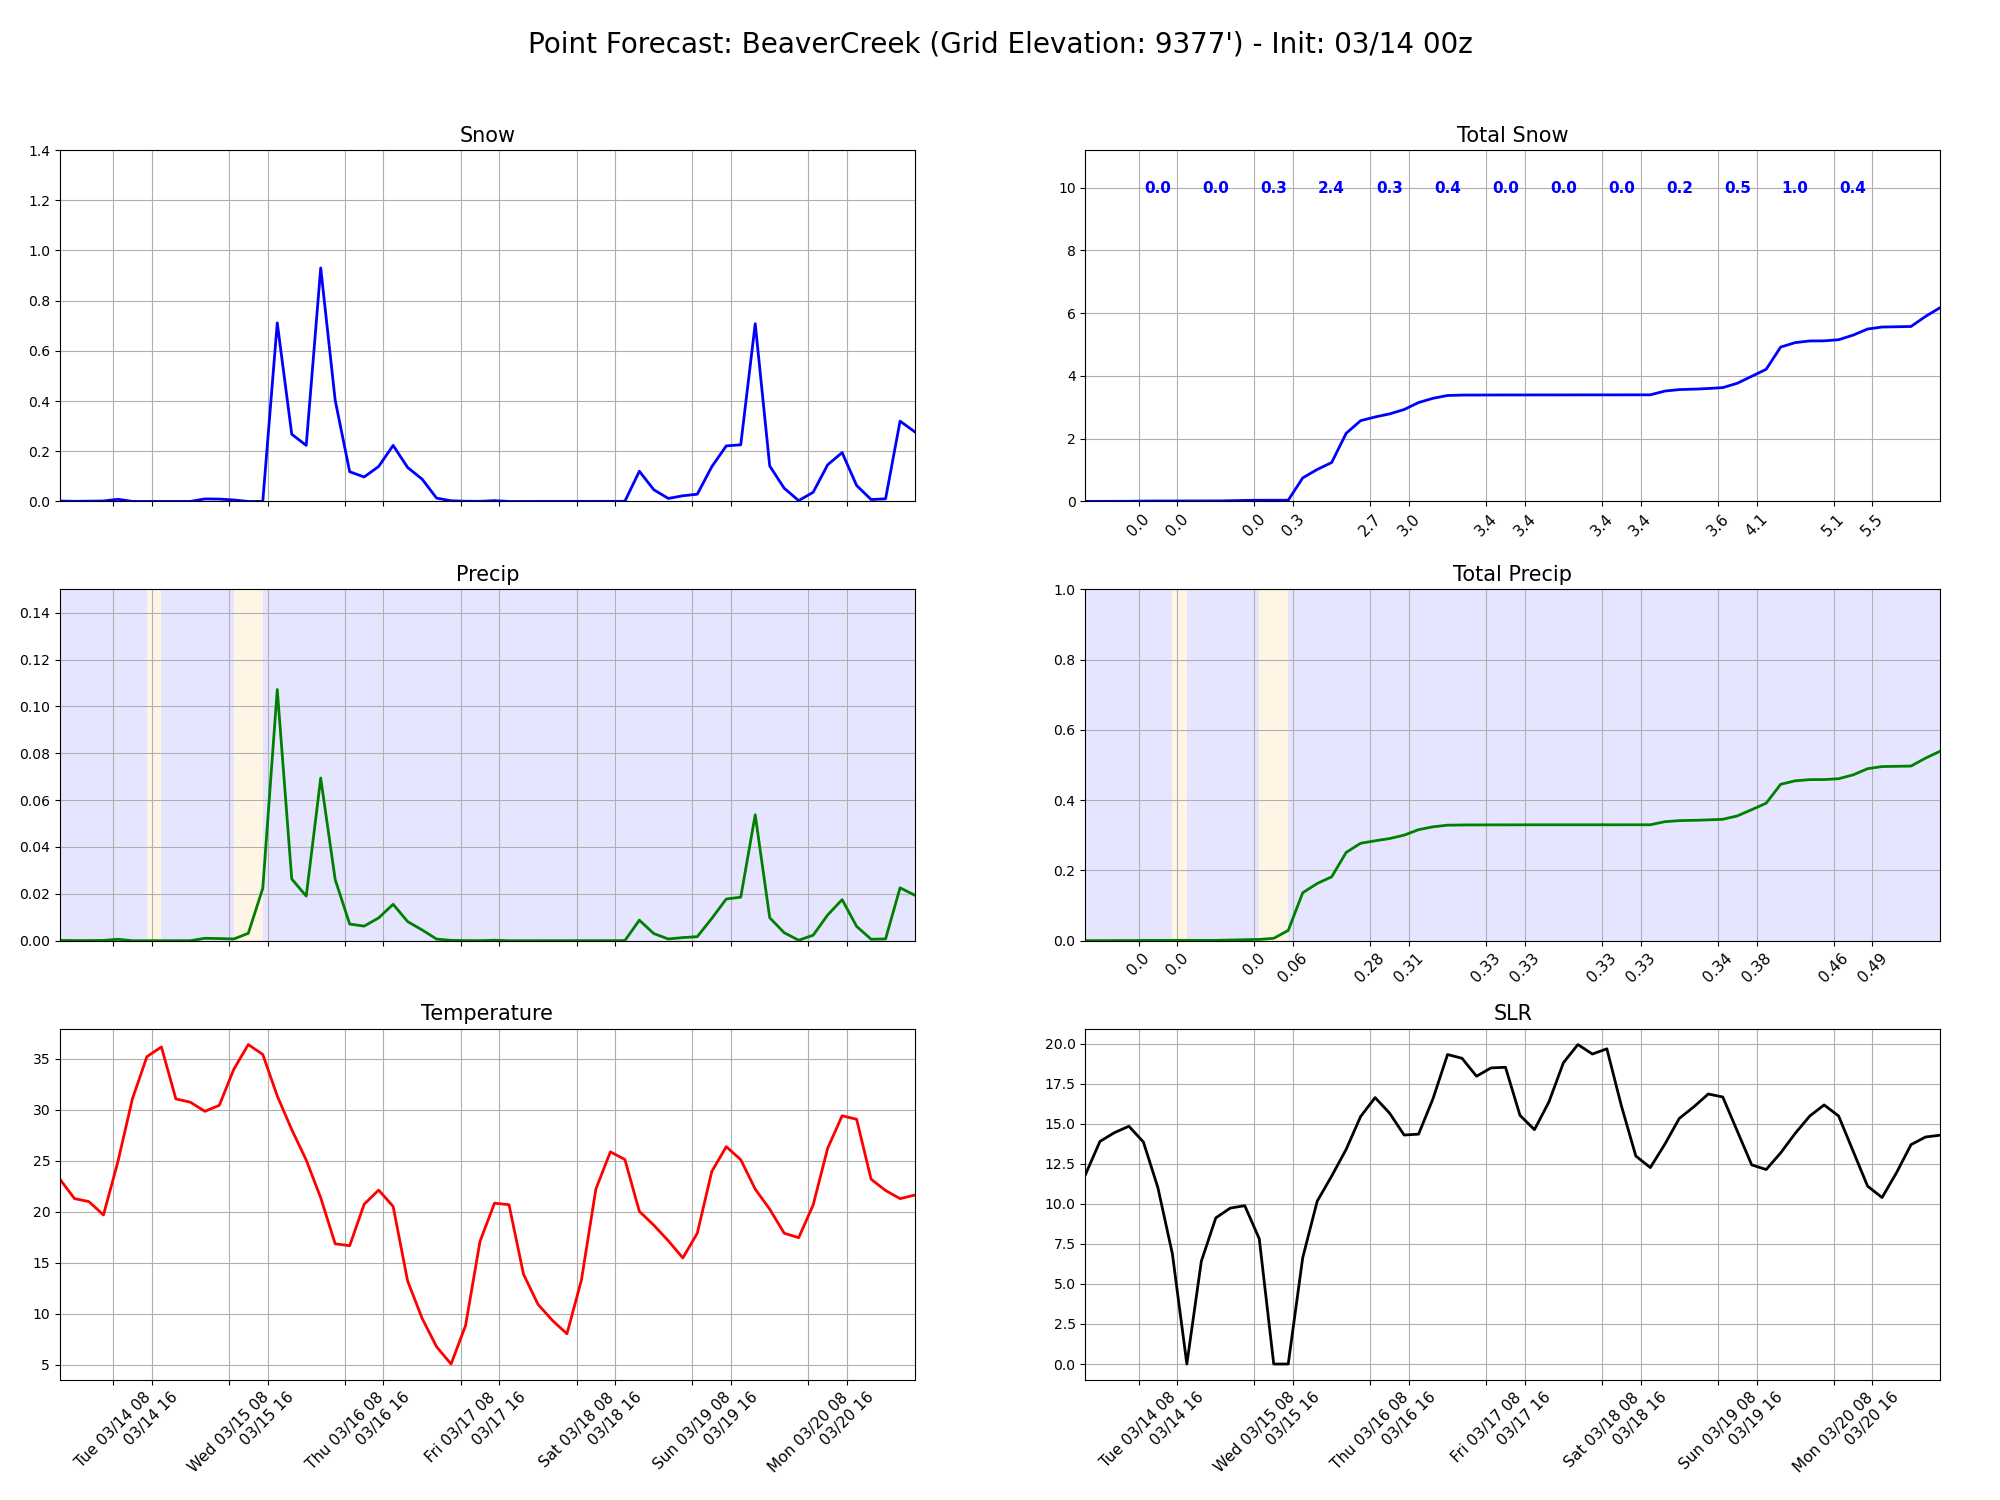 Point Forecast: BeaverCreek (Grid Elevation: 9377') - Init: 03/14 00z
Snow
1.4
1.2
1.0
0.8
0.6
0.4
0.2
0.0
Total Snow
10
8
6
4
2
0
0.0 0.0 0.3 2.4 0.3 0.4 0.0 0.0 0.0 0.2 0.5 1.0 0.4
0.0 0.0 0.0 0.3 2.7 3.0 3.4 3.4 3.4 3.4 3.6 4.1 5.1 5.5
Precip
0.14
0.12
0.10
0.08
0.06
0.04
0.02
0.00
Total Precip
1.0
0.8
0.6
0.4
0.2
0.0
0.0 0.0 0.0 0.06 0.28 0.31 0.33 0.33 0.33 0.33 0.34 0.38 0.46 0.49
Temperature
35
30
25
20
15
10
5
Tue 03/14 08
03/14 16
Wed 03/15 08
03/15 16
Thu 03/16 08
03/16 16
Fri 03/17 08
03/17 16
Sat 03/18 08
03/18 16
Sun 03/19 08
03/19 16
Mon 03/20 08
03/20 16
SLR
20.0
17.5
15.0
12.5
10.0
7.5
5.0
2.5
0.0
Tue 03/14 08
03/14 16
Wed 03/15 08
03/15 16
Thu 03/16 08
03/16 16
Fri 03/17 08
03/17 16
Sat 03/18 08
03/18 16
Sun 03/19 08
03/19 16
Mon 03/20 08
03/20 16